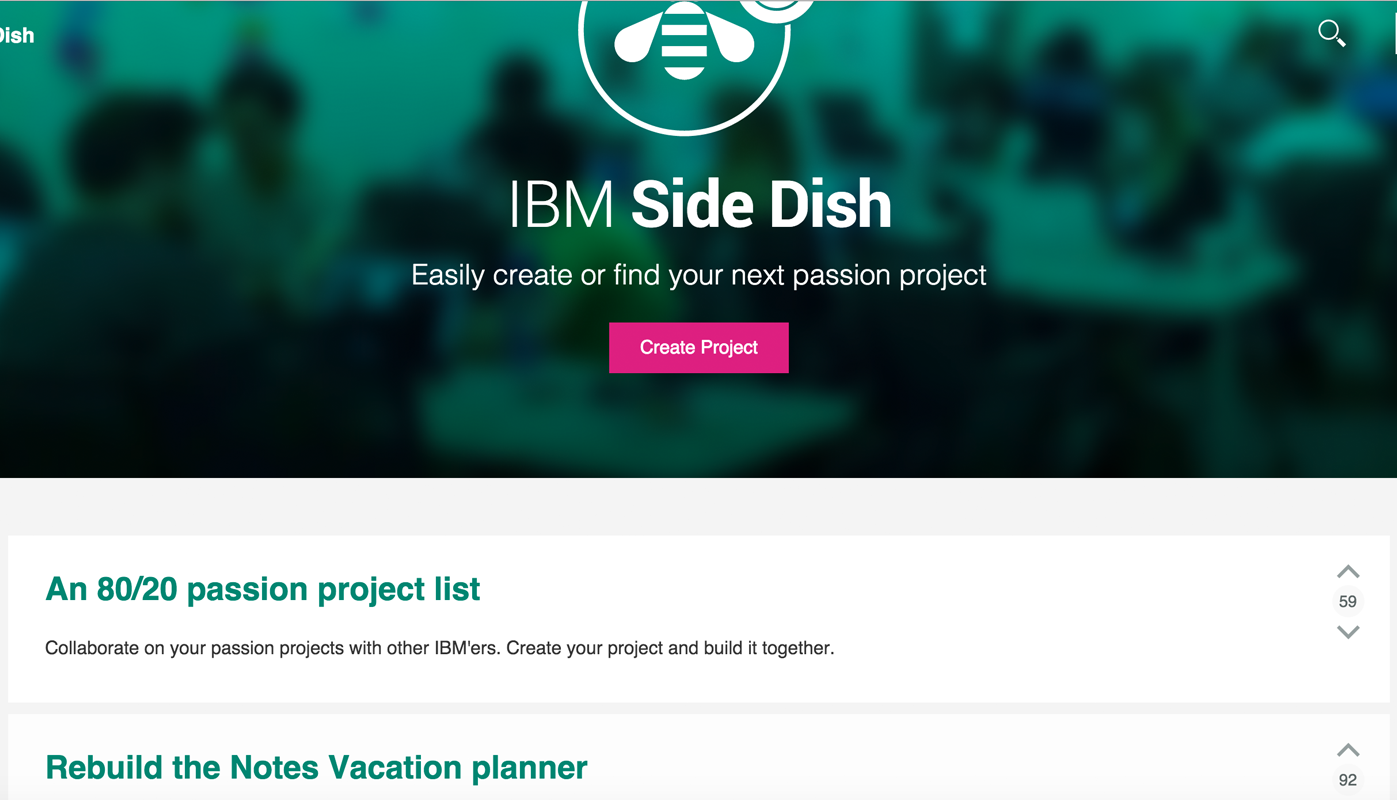 Dish
IBM Side Dish
Easily create or find your next passion project
Create Project
An 80/20 passion project list
59
Collaborate on your passion projects with other IBM'ers. Create your project and build it together.
Rebuild the Notes Vacation planner
92